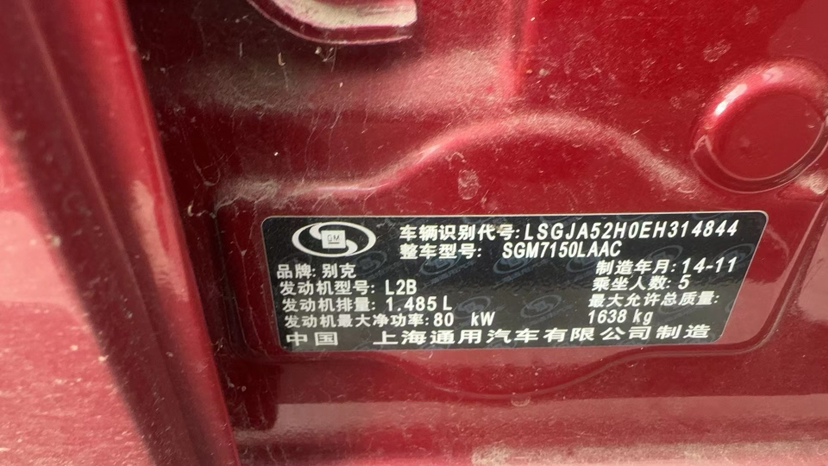 GM
车辆识别代号:LSGJA52H0EH314844
整车型号: SGM7150LAAC
品牌: 别克
制造年月: 14-11
发动机型号: L2B
乘坐人数: 5
发动机排量: 1.485 L
最大允许总质量:
1638 kg
发动机最大净功率: 80 kW
中国 上海通用汽车有限公司制造